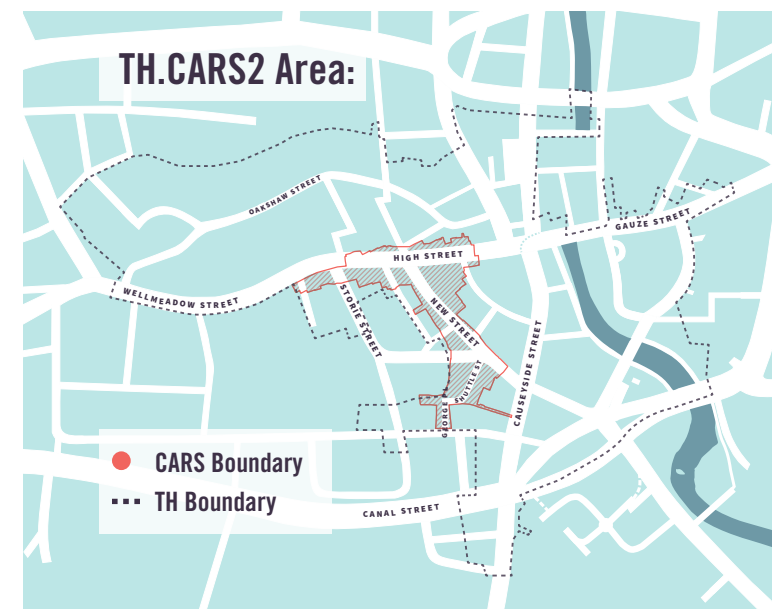 TH.CARS2 Area:
OAKSHAW STREET
GAUZE STREET
HIGH STREET
WELLMEADOW STREET
STORIE STREET
NEW STREET
CAUSEYSIDE STREET
SHUTTLE ST
GEORGE PL
CANAL STREET
CARS Boundary
TH Boundary